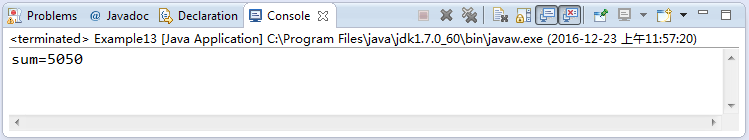 Problems @ Javadoc Declaration Console
<terminated> Example13 [Java Application] C:\Program Files\java\jdk1.7.0_60\bin\javaw.exe (2016-12-23 上午11:57:20)
sum=5050